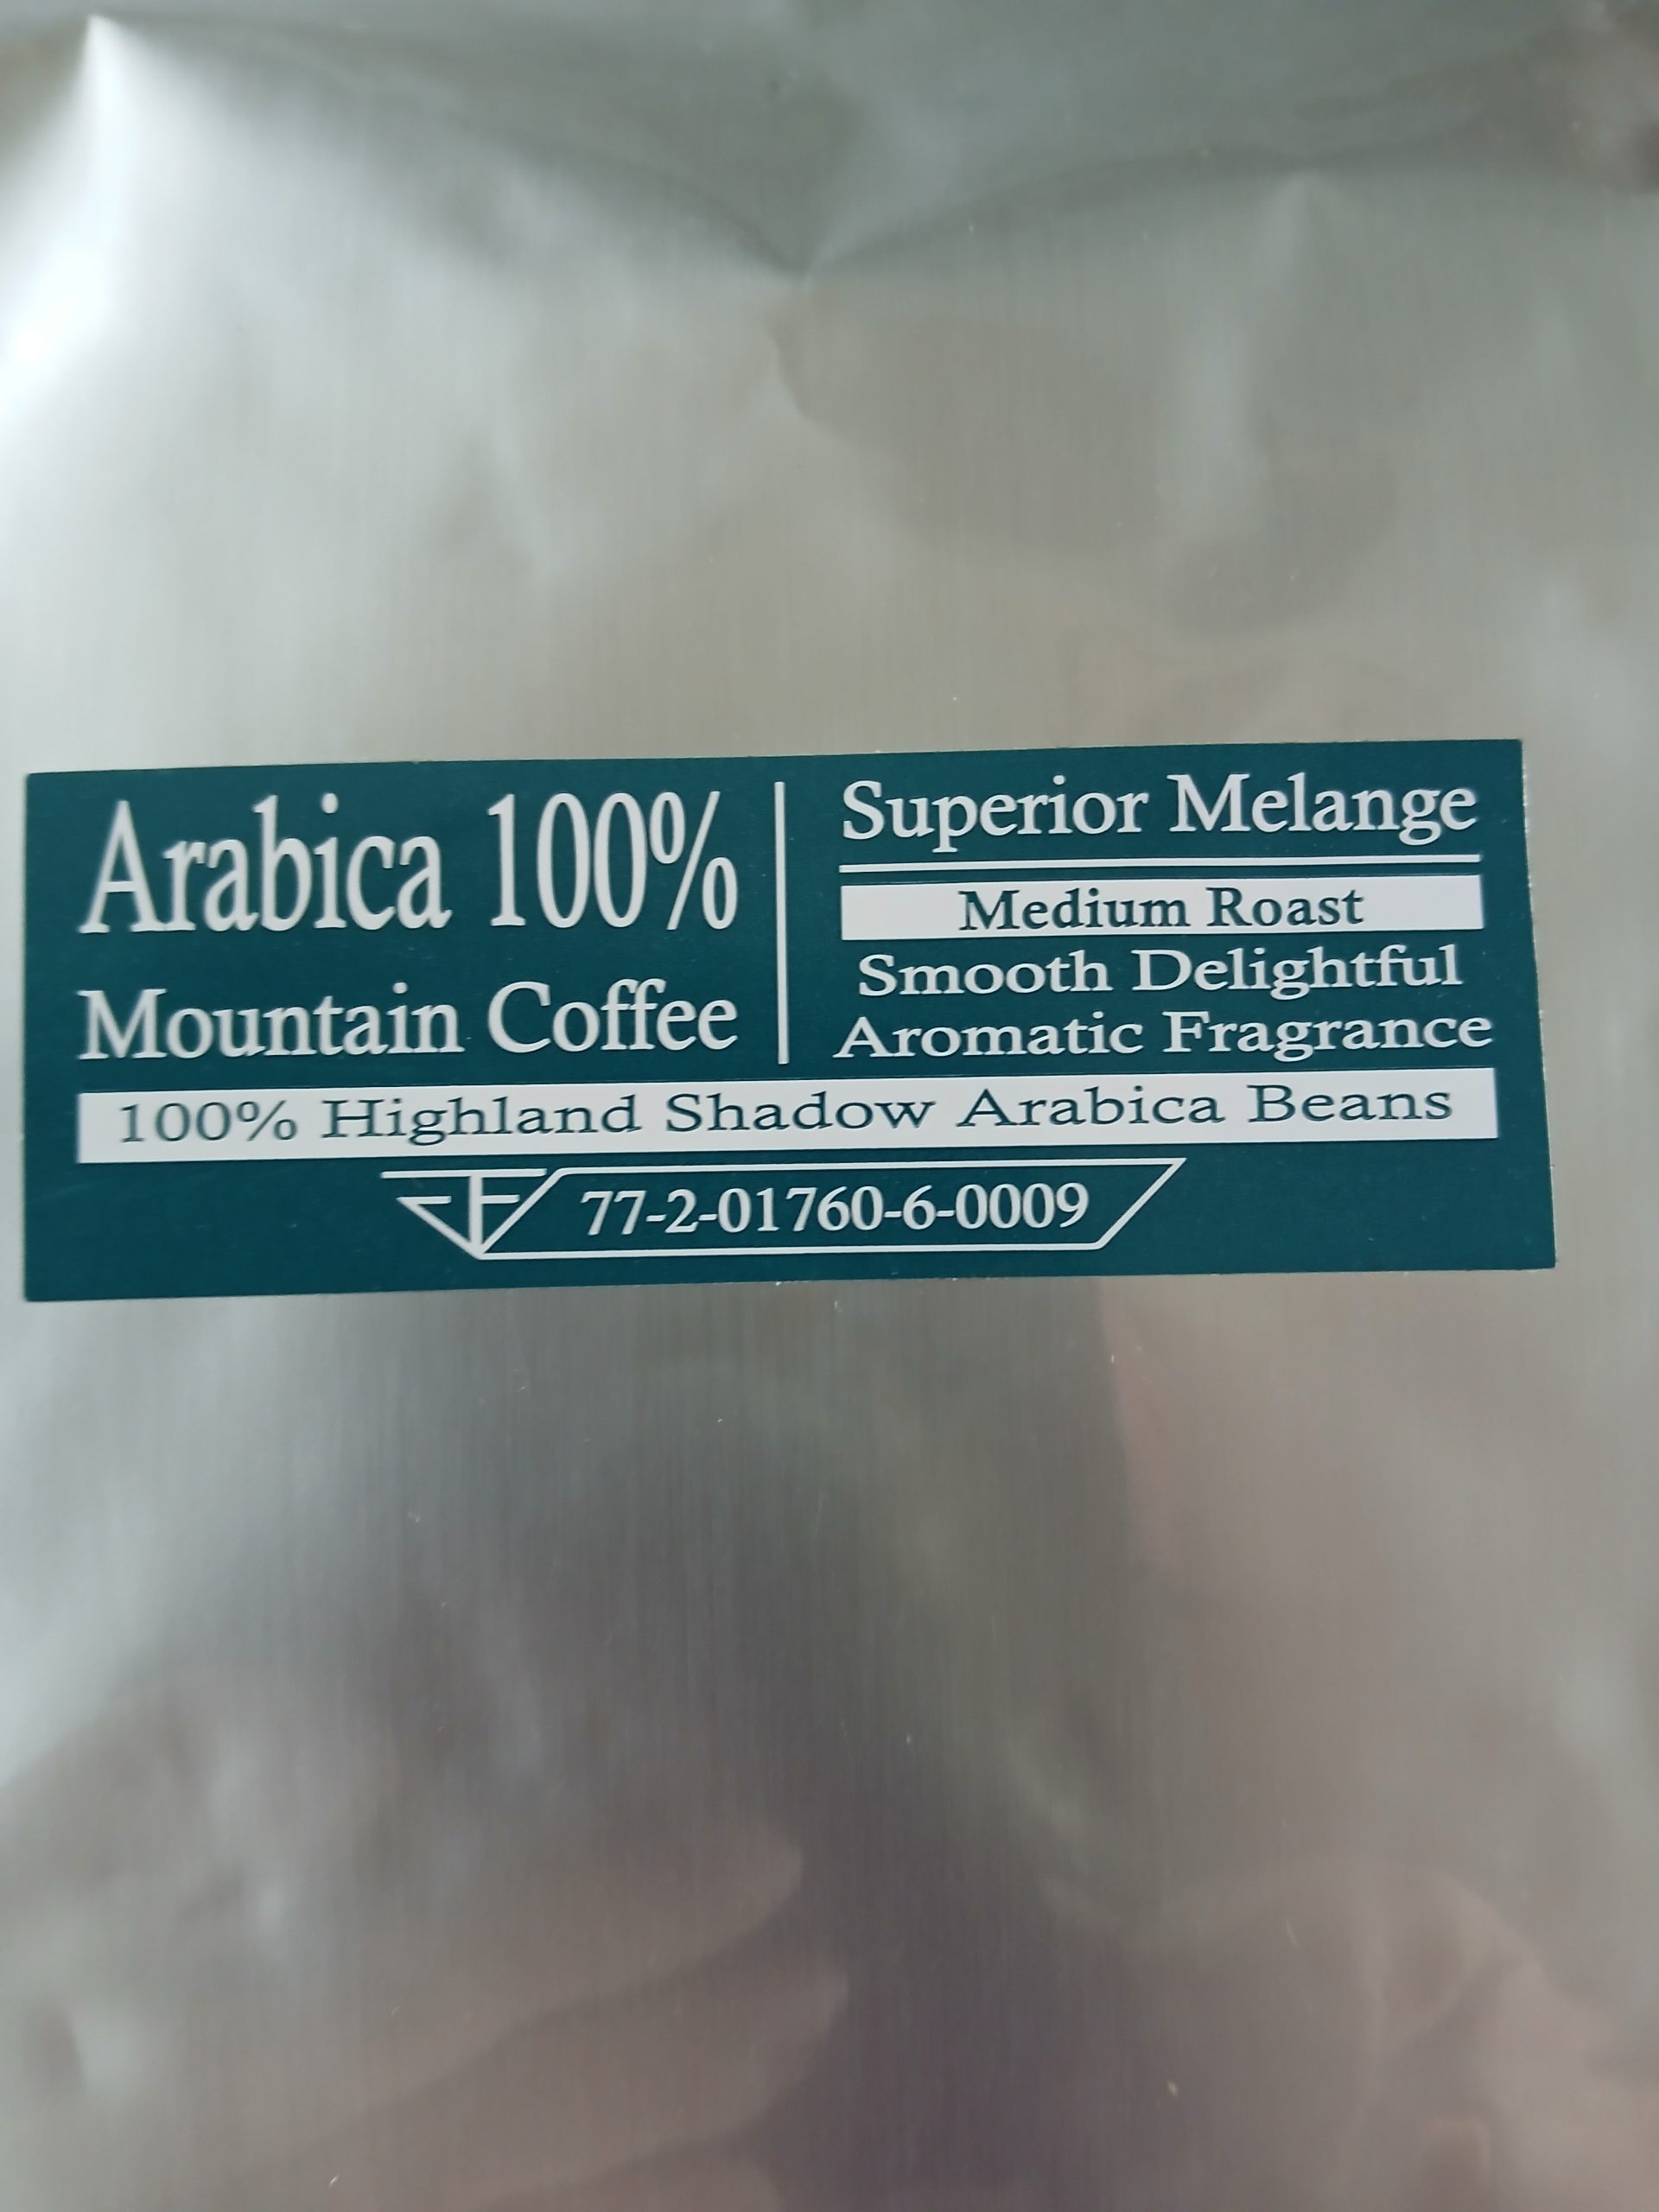 Arabica 100%
Mountain Coffee
Superior Melange
Medium Roast
Smooth Delightful
Aromatic Fragrance
100% Highland Shadow Arabica Beans
77-2-01760-6-0009